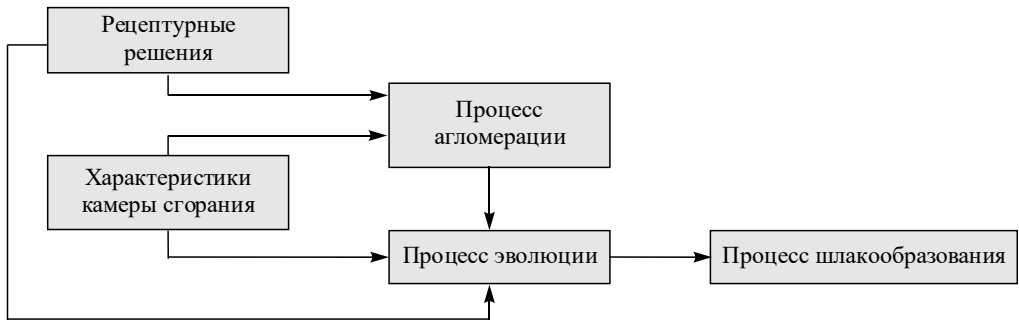 Рецептурные
решения
Процесс
агломерации
Характеристики
камеры сгорания
Процесс эволюции
Процесс шлакообразования